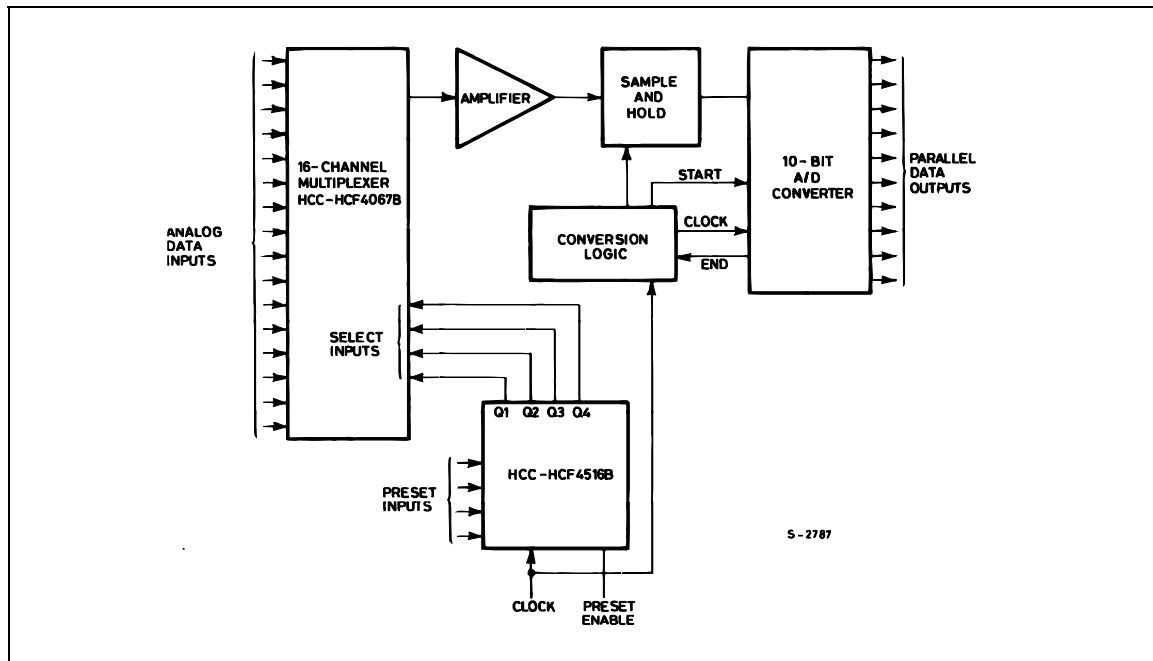 ANALOG
DATA
INPUTS
16-CHANNEL
MULTIPLEXER
HCC-HCF4067B
SELECT
INPUTS
AMPLIFIER
SAMPLE
AND
HOLD
CONVERSION
LOGIC
START
CLOCK
END
10-BIT
A/D
CONVERTER
PARALLEL
DATA
OUTPUTS
Q1 Q2 Q3 Q4
HCC-HCF4516B
PRESET
INPUTS
CLOCK
PRESET
ENABLE
S-2787